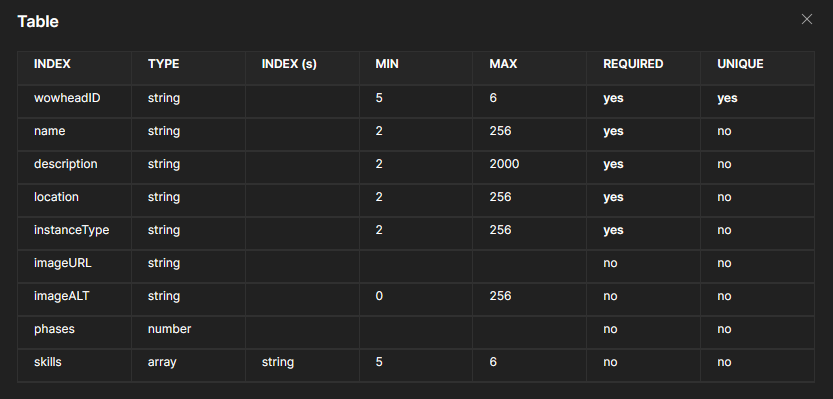 Table
INDEX TYPE INDEX (s) MIN MAX REQUIRED UNIQUE
wowheadID string 5 6 yes yes
name string 2 256 yes no
description string 2 2000 yes no
location string 2 256 yes no
instanceType string 2 256 yes no
imageURL string no no
imageALT string 0 256 no no
phases number no no
skills array string 5 6 no no